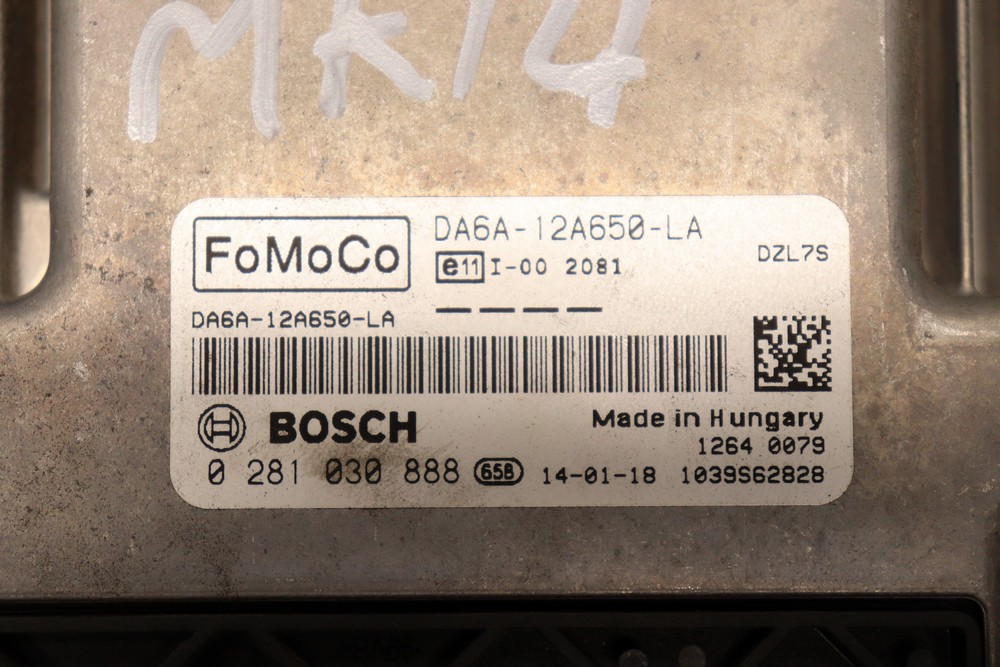 MK14
FoMoCo
DA6A-12A650-LA
e11 I-00 2081
DZL7S
DA6A-12A650-LA
BOSCH
Made in Hungary
1264 0079
0 281 030 888 65B 14-01-18 1039S62828